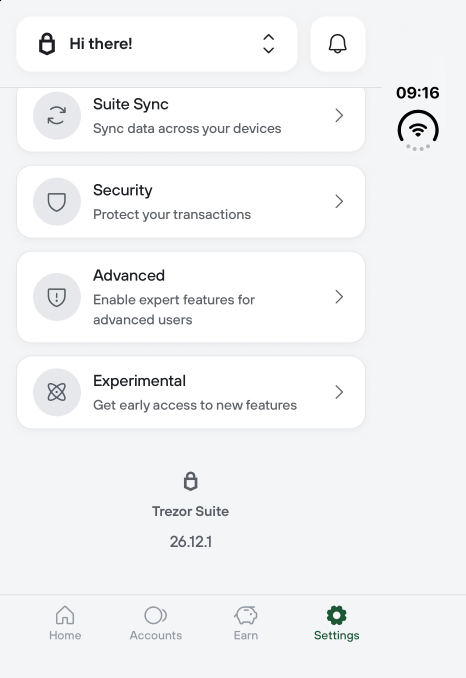 Hi there!
09:16
Suite Sync
Sync data across your devices
Security
Protect your transactions
Advanced
Enable expert features for
advanced users
Experimental
Get early access to new features
Trezor Suite
26.12.1
Home
Accounts
Earn
Settings